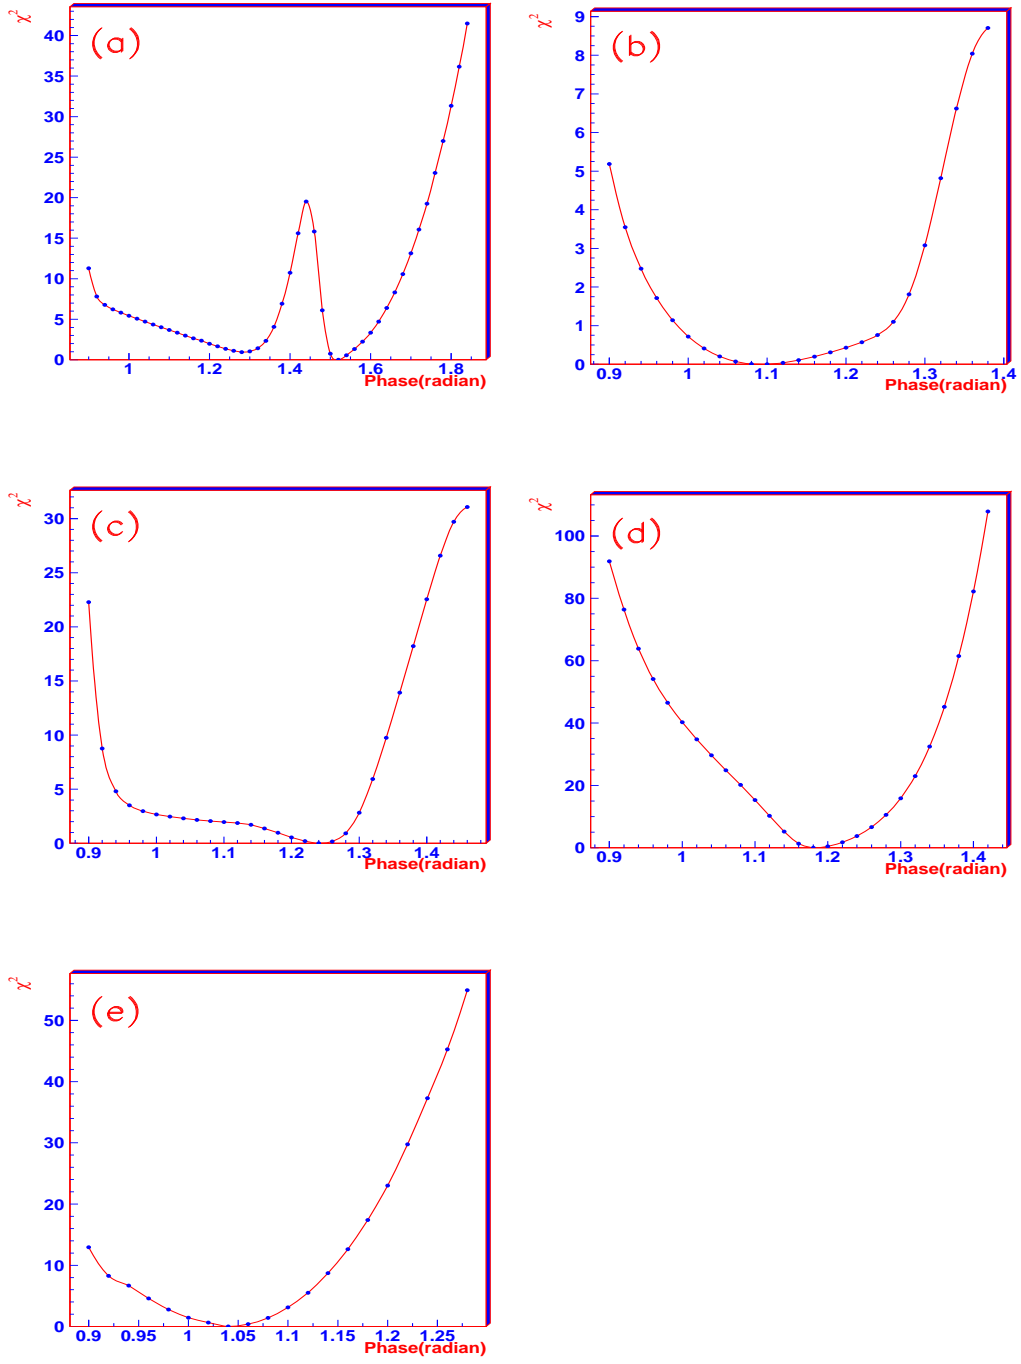 χ²
(a)
40
35
30
25
20
15
10
5
0
1 1.2 1.4 1.6 1.8
Phase(radian)
χ²
(b)
9
8
7
6
5
4
3
2
1
0
0.9 1 1.1 1.2 1.3 1.4
Phase(radian)
χ²
(c)
30
25
20
15
10
5
0
0.9 1 1.1 1.2 1.3 1.4
Phase(radian)
χ²
(d)
100
80
60
40
20
0
0.9 1 1.1 1.2 1.3 1.4
Phase(radian)
χ²
(e)
50
40
30
20
10
0
0.9 0.95 1 1.05 1.1 1.15 1.2 1.25
Phase(radian)